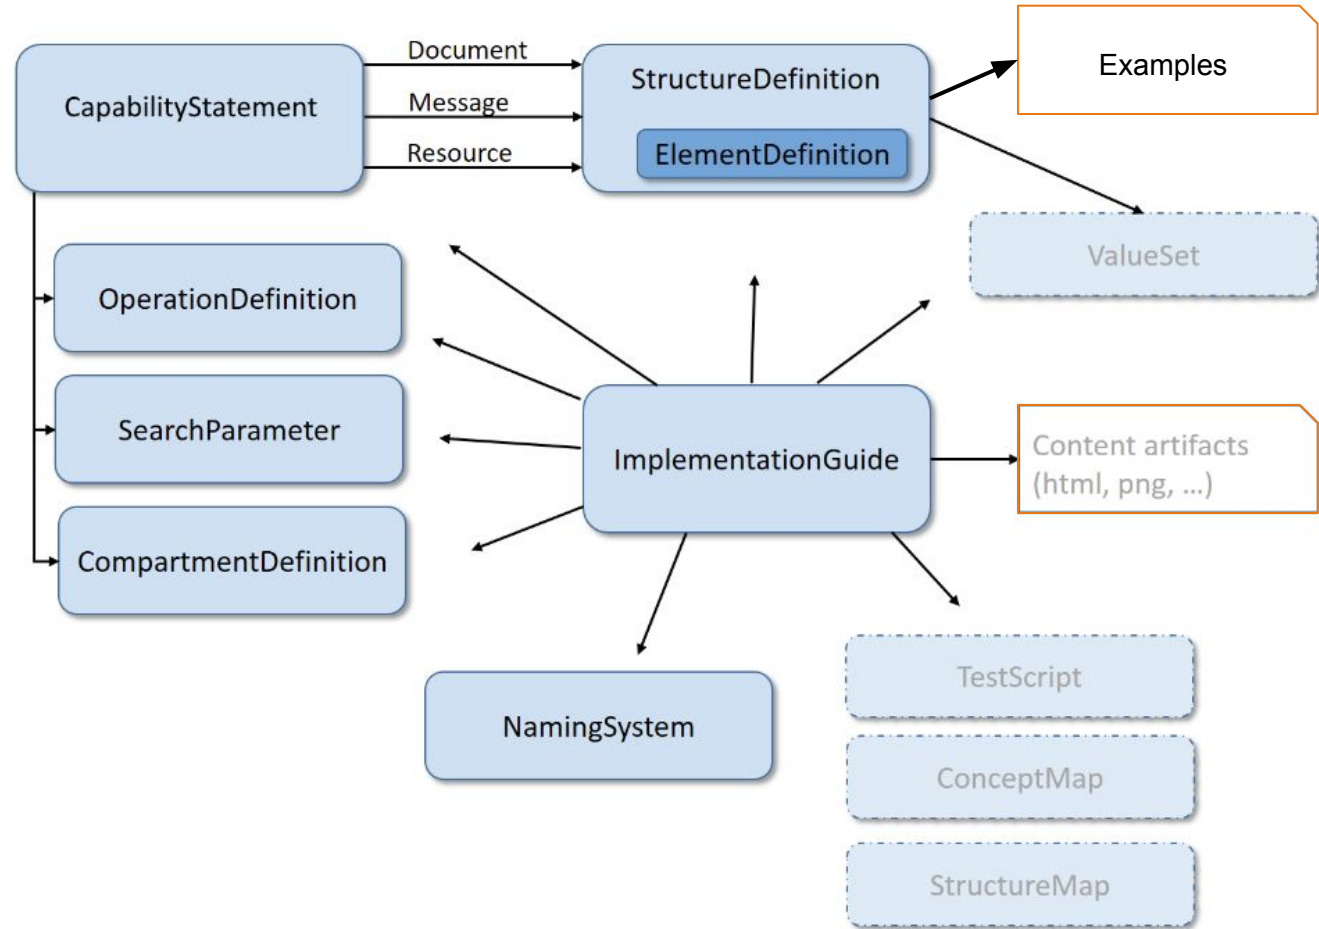 Document
Examples
CapabilityStatement
StructureDefinition
Message
Resource
ElementDefinition
ValueSet
OperationDefinition
SearchParameter
ImplementationGuide
Content artifacts
(html, png, ...)
CompartmentDefinition
TestScript
NamingSystem
ConceptMap
StructureMap